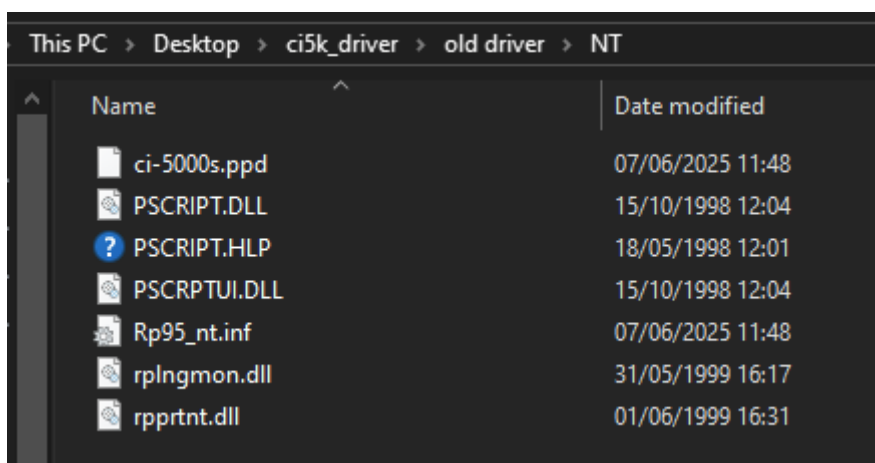 This PC > Desktop > ci5k_driver > old driver > NT
Name Date modified
ci-5000s.ppd 07/06/2025 11:48
PSCRIPT.DLL 15/10/1998 12:04
PSCRIPT.HLP 18/05/1998 12:01
PSCRPTUI.DLL 15/10/1998 12:04
Rp95_nt.inf 07/06/2025 11:48
rplngmon.dll 31/05/1999 16:17
rpprtnt.dll 01/06/1999 16:31